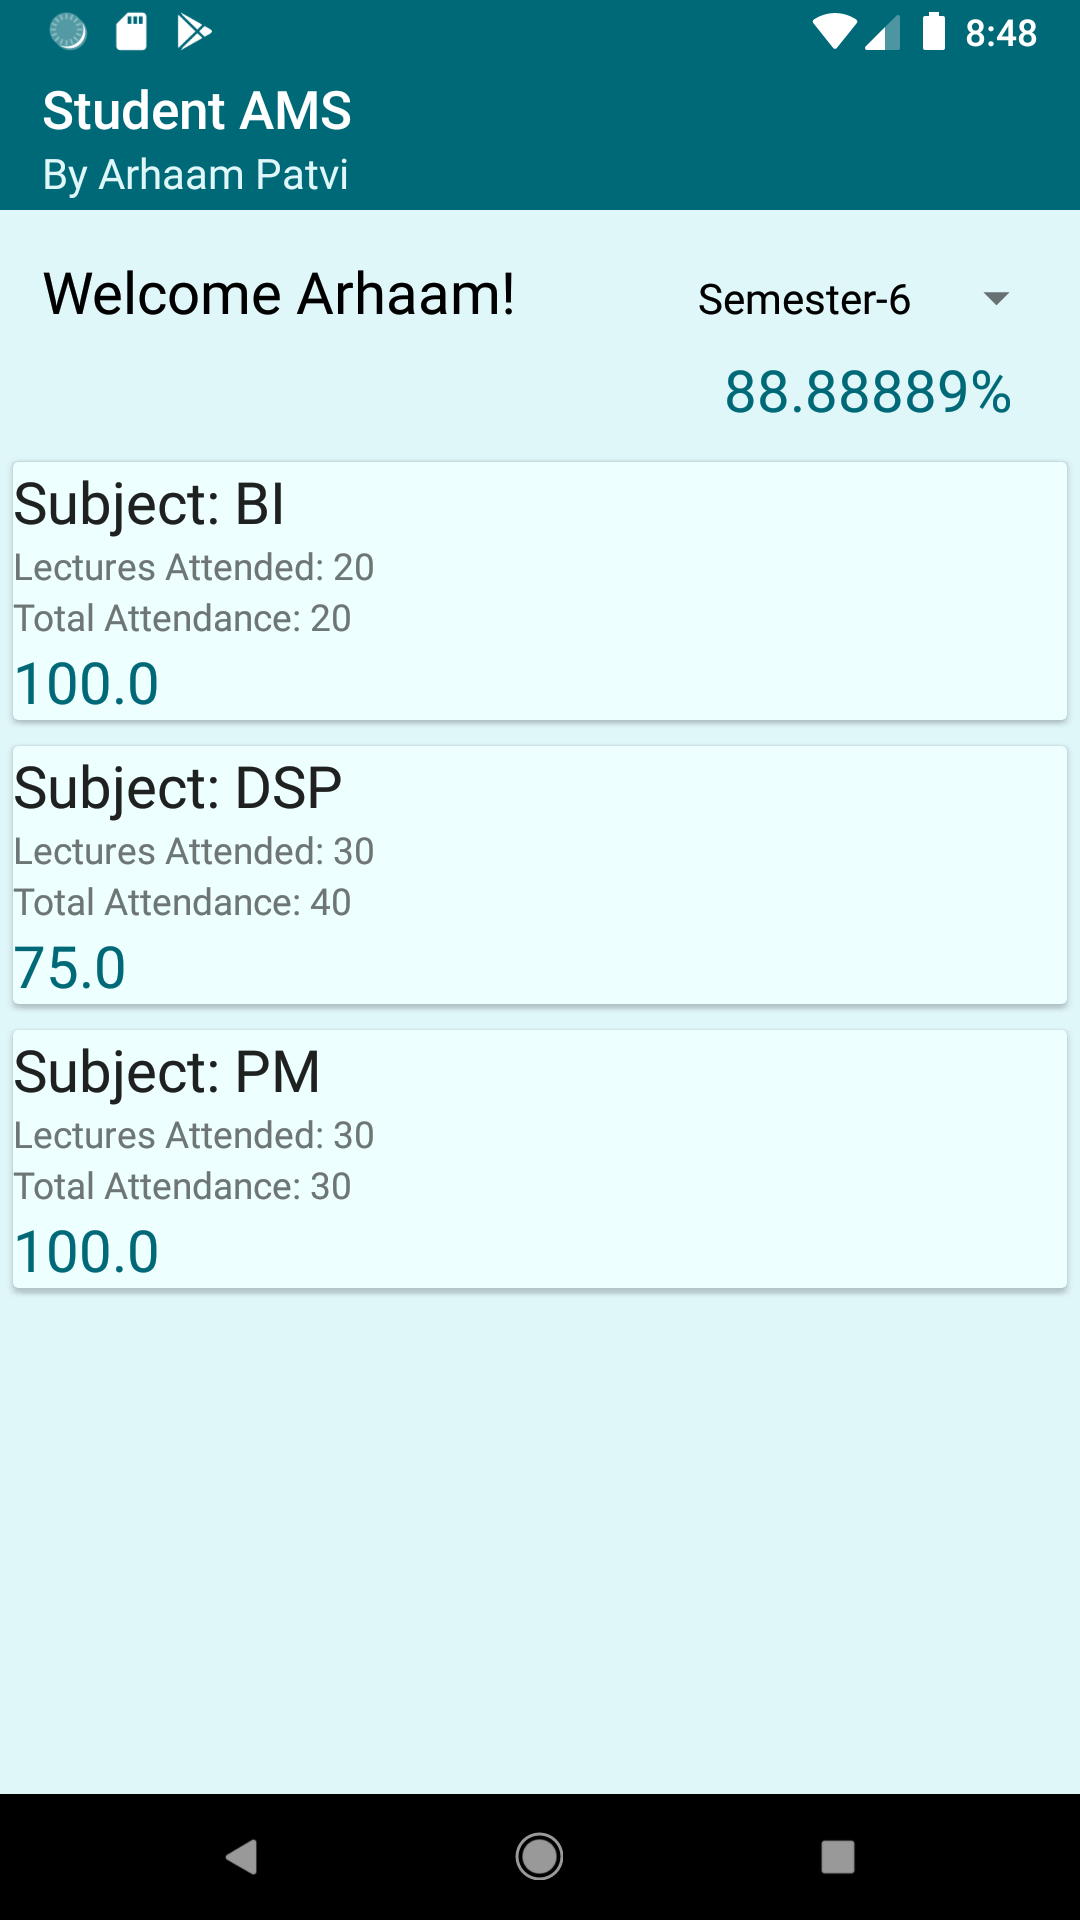 8:48
Student AMS
By Arhaam Patvi
Welcome Arhaam!
Semester-6
88.88889%
Subject: BI
Lectures Attended: 20
Total Attendance: 20
100.0
Subject: DSP
Lectures Attended: 30
Total Attendance: 40
75.0
Subject: PM
Lectures Attended: 30
Total Attendance: 30
100.0